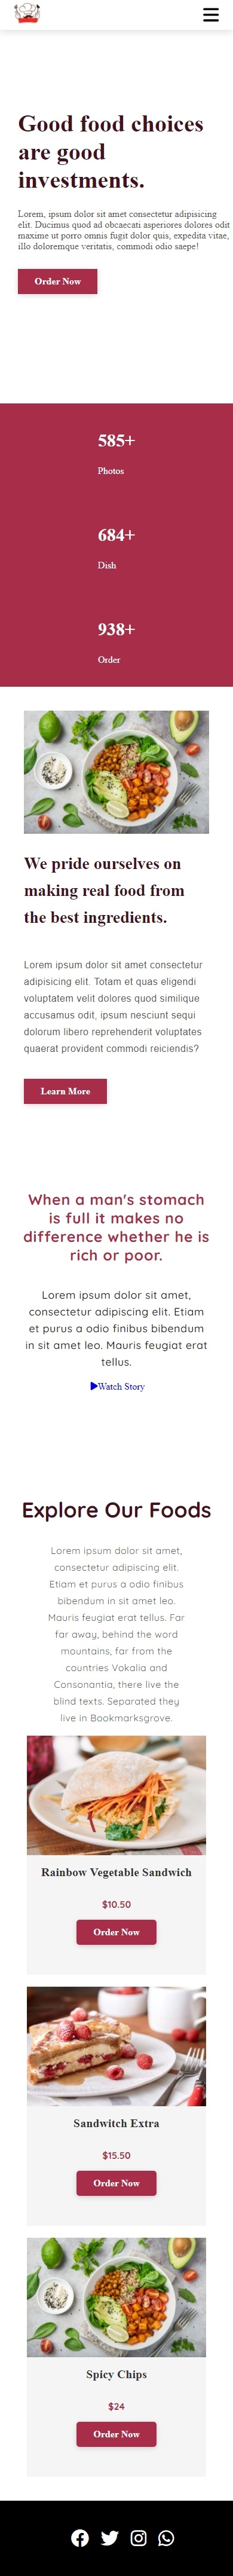 Good food choices
are good
investments.
Lorem, ipsum dolor sit amet consectetur adipisicing
elit. Ducimus quod ad obcaecati asperiores dolores odit
maxime ut porro omnis fugit dolor quis, expedita vitae,
illo doloremque veritatis, commodi odio saepe!
Order Now
585+
Photos
684+
Dish
938+
Order
We pride ourselves on
making real food from
the best ingredients.
Lorem ipsum dolor sit amet consectetur
adipisicing elit. Totam et quas eligendi
voluptatem velit dolores quod similique
accusamus odit, ipsum nesciunt sequi
dolorum libero reprehenderit voluptates
quaerat provident commodi reiciendis?
Learn More
When a man's stomach
is full it makes no
difference whether he is
rich or poor.
Lorem ipsum dolor sit amet,
consectetur adipiscing elit. Etiam
et purus a odio finibus bibendum
in sit amet leo. Mauris feugiat erat
tellus.
Watch Story
Explore Our Foods
Lorem ipsum dolor sit amet,
consectetur adipiscing elit.
Etiam et purus a odio finibus
bibendum in sit amet leo.
Mauris feugiat erat tellus. Far
far away, behind the word
mountains, far from the
countries Vokalia and
Consonantia, there live the
blind texts. Separated they
live in Bookmarksgrove.
Rainbow Vegetable Sandwich
$10.50
Order Now
Sandwitch Extra
$15.50
Order Now
Spicy Chips
$24
Order Now